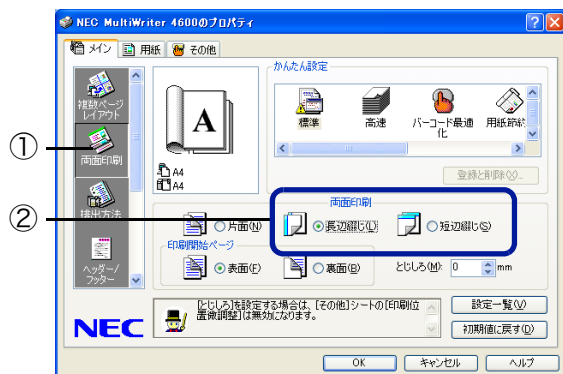 NEC MultiWriter 4600のプロパティ
メイン
用紙
その他
複数ページ
レイアウト
①
両面印刷
排出方法
ヘッダー/
フッター
A
A4
A4
かんたん設定
標準
高速
バーコード最適
化
用紙節約
登録と削除(X)...
②
両面印刷
片面(N)
長辺綴じ(L)
短辺綴じ(S)
印刷開始ページ
表面(F)
裏面(B)
とじしろ(M):
0
mm
NEC
[とじしろ]を設定する場合は、[その他]シートの[印刷位
置微調整]は無効になります。
設定一覧(V)
初期値に戻す(D)
OK
キャンセル
ヘルプ